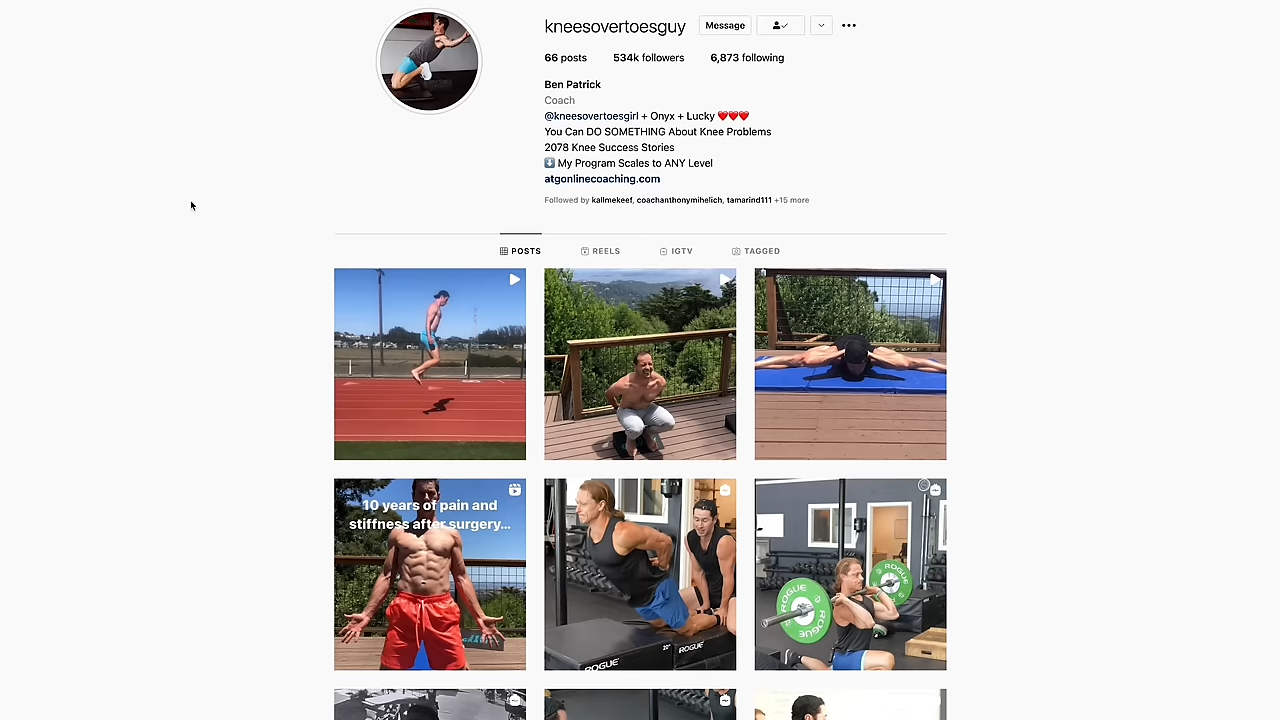 kneesovertoesguy Message
66 posts 534k followers 6,873 following
Ben Patrick
Coach
@kneesovertoesgirl + Onyx + Lucky ❤️❤️❤️
You Can DO SOMETHING About Knee Problems
2078 Knee Success Stories
⬇️ My Program Scales to ANY Level
atgonlinecoaching.com
Followed by kallmekeef, coachanthonymihelich, tamarind111 +15 more
POSTS REELS IGTV TAGGED
10 years of pain and
stiffness after surgery...
ROGUE
20"
ROGUE
ROGUE
ROGUE
ROGUE